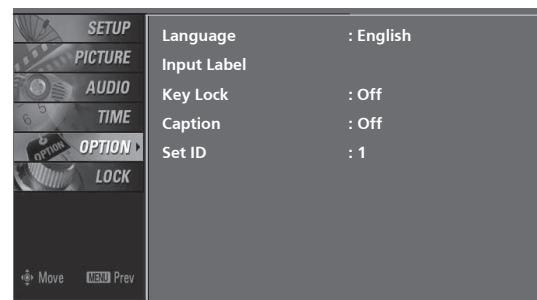 SETUP
PICTURE
AUDIO
TIME
OPTION
LOCK
Move MENU Prev
Language : English
Input Label
Key Lock : Off
Caption : Off
Set ID : 1